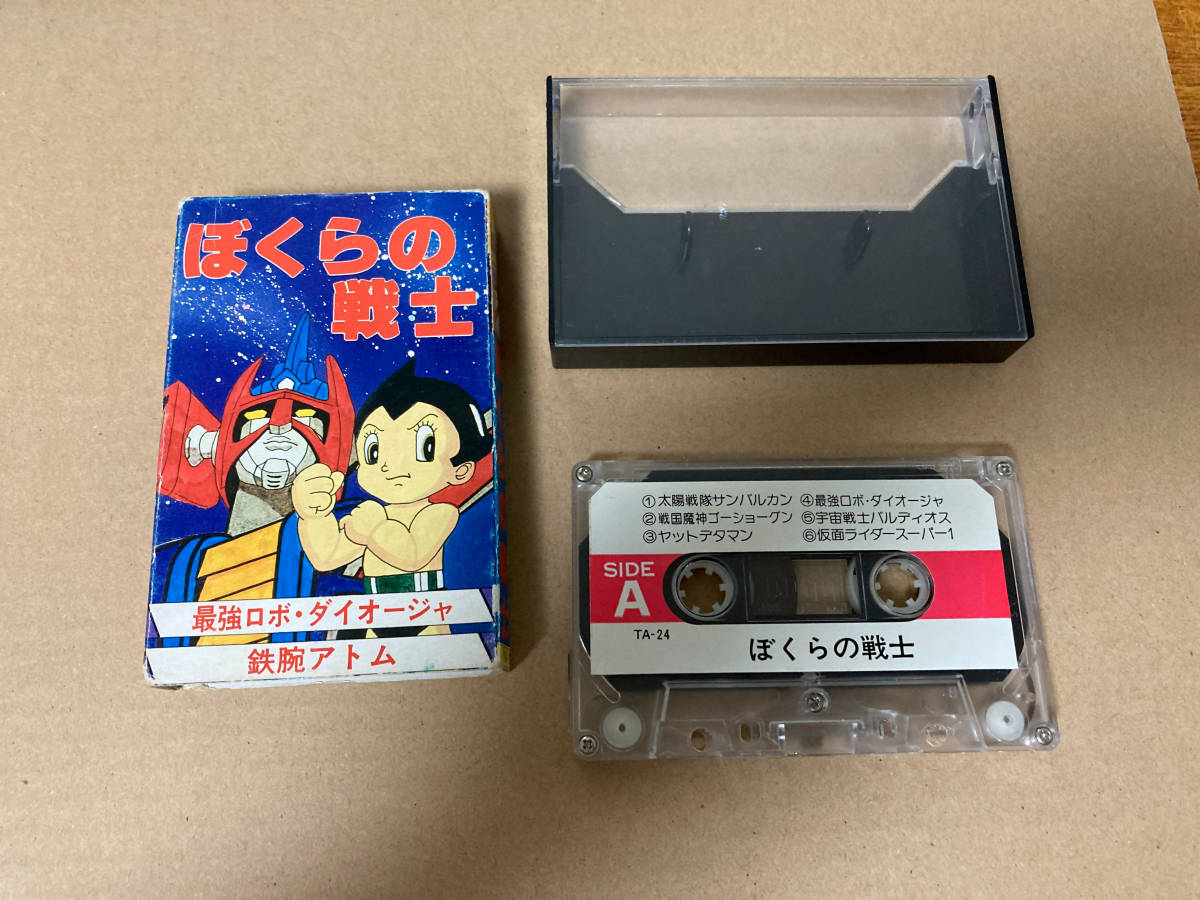 ぼくらの
戦士
最強ロボ・ダイオージャ
鉄腕アトム
①太陽戦隊サンバルカン ④最強ロボ・ダイオージャ
②戦国魔神ゴーショーグン ⑤宇宙戦士バルディオス
③ヤットデタマン ⑥仮面ライダースーパー1
SIDE
A
TA-24
ぼくらの戦士